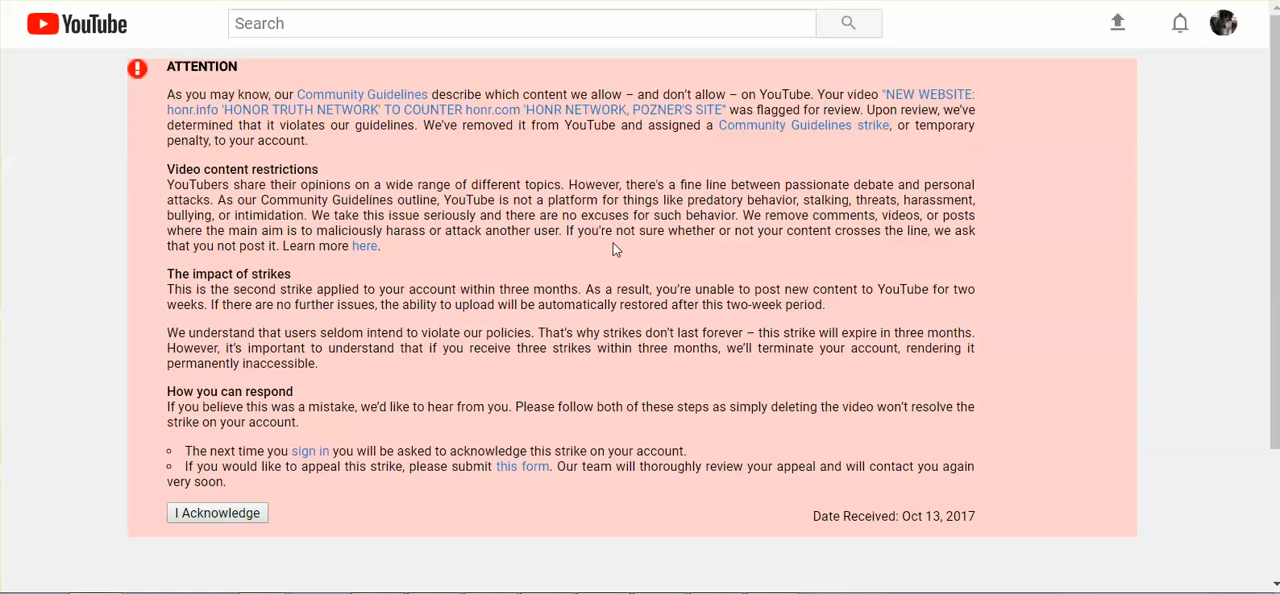 YouTube
Search
ATTENTION
As you may know, our Community Guidelines describe which content we allow – and don't allow – on YouTube. Your video "NEW WEBSITE:
honr.info 'HONOR TRUTH NETWORK' TO COUNTER honr.com 'HONR NETWORK, POZNER'S SITE" was flagged for review. Upon review, we've
determined that it violates our guidelines. We've removed it from YouTube and assigned a Community Guidelines strike, or temporary
penalty, to your account.
Video content restrictions
YouTubers share their opinions on a wide range of different topics. However, there's a fine line between passionate debate and personal
attacks. As our Community Guidelines outline, YouTube is not a platform for things like predatory behavior, stalking, threats, harassment,
bullying, or intimidation. We take this issue seriously and there are no excuses for such behavior. We remove comments, videos, or posts
where the main aim is to maliciously harass or attack another user. If you're not sure whether or not your content crosses the line, we ask
that you not post it. Learn more here.
The impact of strikes
This is the second strike applied to your account within three months. As a result, you're unable to post new content to YouTube for two
weeks. If there are no further issues, the ability to upload will be automatically restored after this two-week period.
We understand that users seldom intend to violate our policies. That's why strikes don't last forever – this strike will expire in three months.
However, it's important to understand that if you receive three strikes within three months, we'll terminate your account, rendering it
permanently inaccessible.
How you can respond
If you believe this was a mistake, we'd like to hear from you. Please follow both of these steps as simply deleting the video won't resolve the
strike on your account.
The next time you sign in you will be asked to acknowledge this strike on your account.
If you would like to appeal this strike, please submit this form. Our team will thoroughly review your appeal and will contact you again
very soon.
I Acknowledge
Date Received: Oct 13, 2017